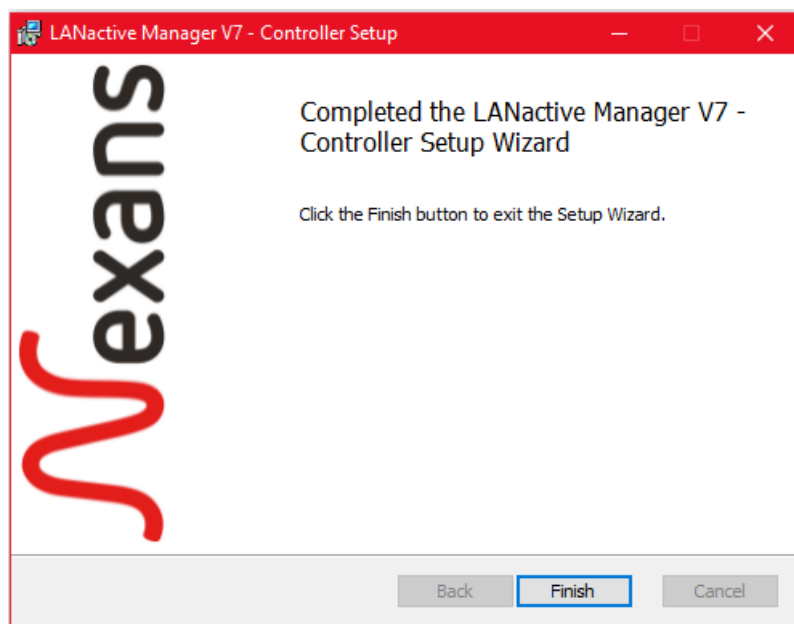 LANactive Manager V7 - Controller Setup
Nexans
Completed the LANactive Manager V7 -
Controller Setup Wizard
Click the Finish button to exit the Setup Wizard.
Back
Finish
Cancel